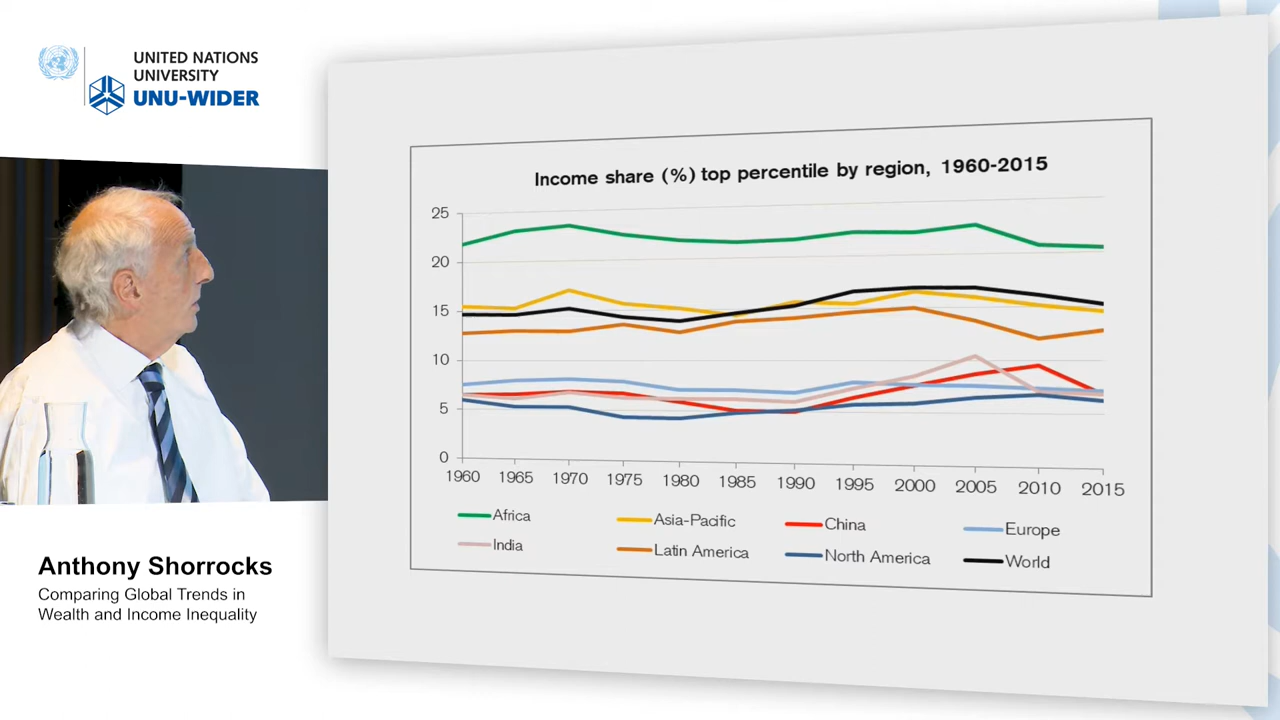 UNITED NATIONS
UNIVERSITY
UNU-WIDER
Income share (%) top percentile by region, 1960-2015
25
20
15
10
5
0
1960 1965 1970 1975 1980 1985 1990 1995 2000 2005 2010 2015
Africa Asia-Pacific China Europe
India Latin America North America World
Anthony Shorrocks
Comparing Global Trends in
Wealth and Income Inequality